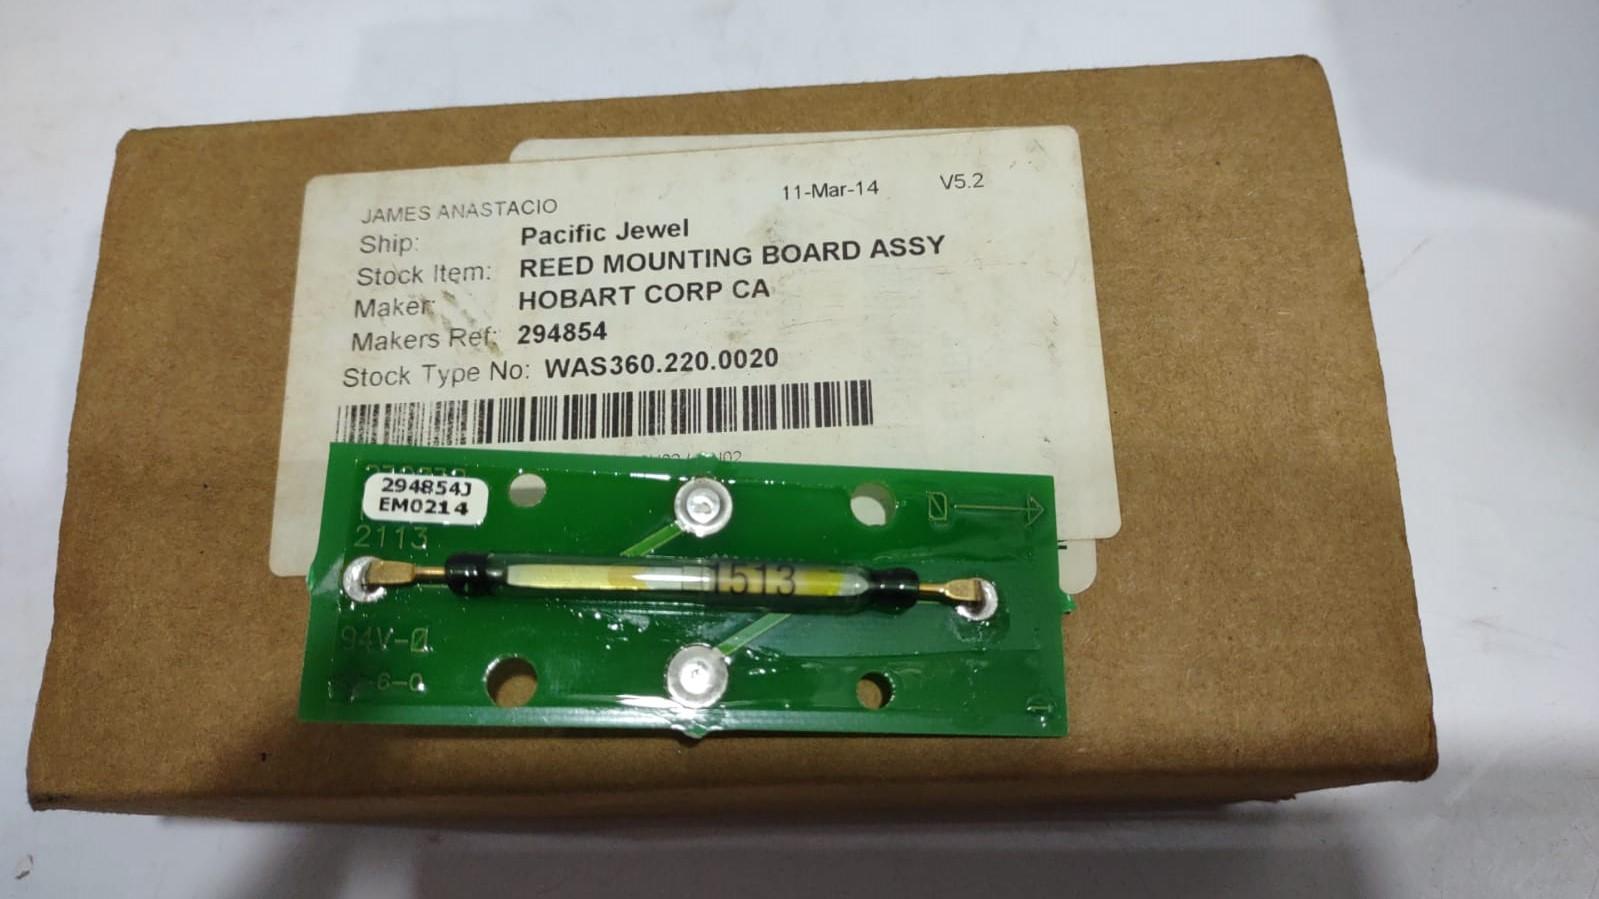 JAMES ANASTACIO 11-Mar-14 V5.2
Ship: Pacific Jewel
Stock Item: REED MOUNTING BOARD ASSY
Maker: HOBART CORP CA
Makers Ref: 294854
Stock Type No: WAS360.220.0020
294854J
EM0214
2113
1513
94V-0